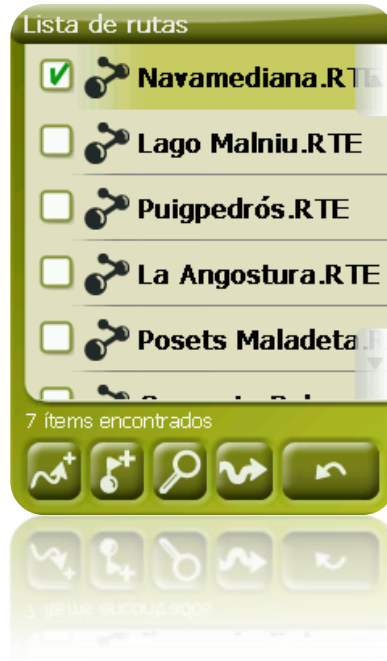 Lista de rutas
Navamediana.RT
Lago Malniu.RTE
Puigpedrós.RTE
La Angostura.RTE
Posets Maladeta.
7 ítems encontrados